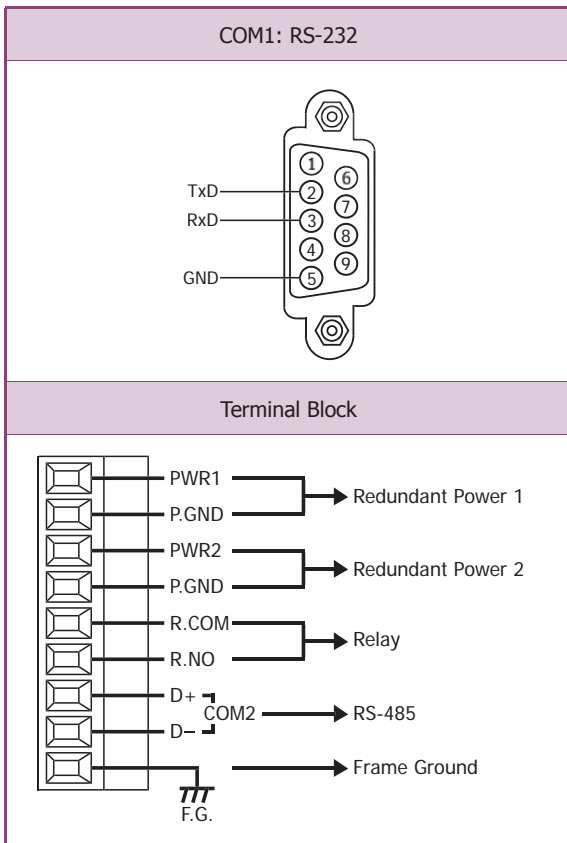 COM1: RS-232
1
6
TxD
2
7
RxD
3
8
4
9
GND
5
Terminal Block
PWR1
Redundant Power 1
P.GND
PWR2
Redundant Power 2
P.GND
R.COM
Relay
R.NO
D+
COM2
RS-485
D−
Frame Ground
F.G.